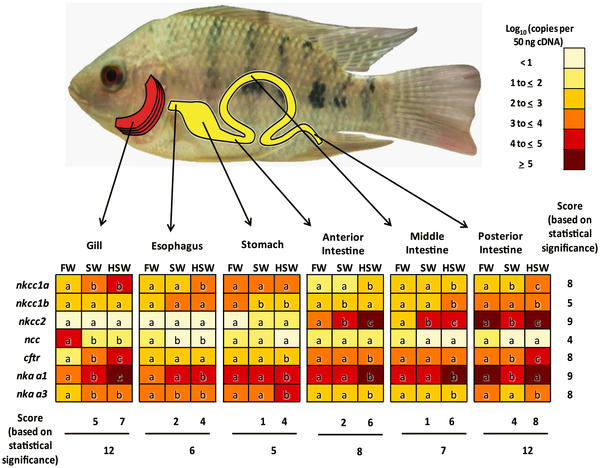 Log10 (copies per
50 ng cDNA)
< 1
1 to ≤ 2
2 to ≤ 3
3 to ≤ 4
4 to ≤ 5
≥ 5
Score
(based on
statistical
significance)
Gill Esophagus Stomach Anterior Intestine Middle Intestine Posterior Intestine
FW SW HSW FW SW HSW FW SW HSW FW SW HSW FW SW HSW FW SW HSW
nkcc1a a b b a a b a a a a a b a a b a b c 8
nkcc1b a a a a a a a b b a a b a a b a a b 5
nkcc2 a a a a a a a a a a b c a b c a b c 9
ncc a b b a b b a a a a a a a a a a a a 4
cftr a b c a a a a a b a a a a a b a b c 8
nka a1 a b c a a b a a b a a b a a b a b b 9
nka a3 a b b a b b a a b a b b a a a a a a 8
Score
(based on
statistical
significance)
5 7 2 4 1 4 2 6 1 6 4 8
12 6 5 8 7 12